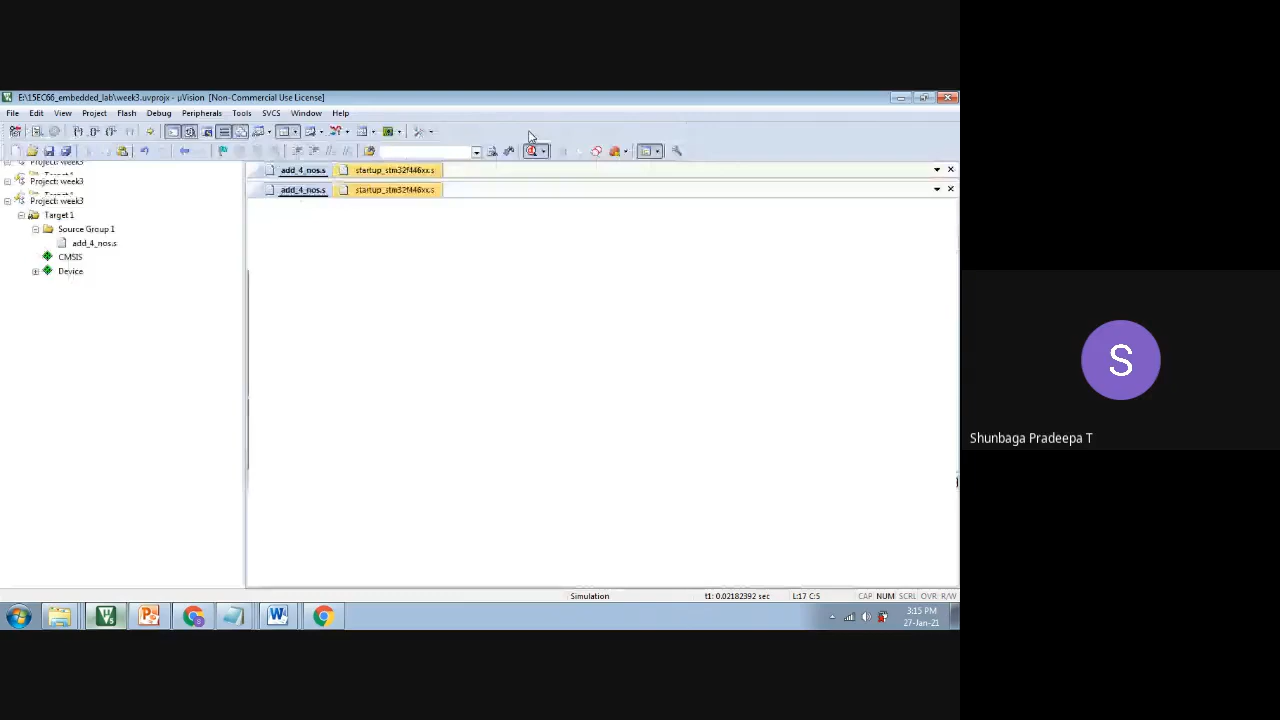 E:\15EC66_embedded_lab\week3.uvprojx - µVision [Non-Commercial Use License]
File Edit View Project Flash Debug Peripherals Tools SVCS Window Help
Project: week3
add_4_nos.s startup_stm32f446xx.s
Project: week3
add_4_nos.s startup_stm32f446xx.s
Project: week3
Target 1
Source Group 1
add_4_nos.s
CMSIS
Device
S
Shunbaga Pradeepa T
Simulation t1: 0.02182392 sec L:17 C:5 CAP NUM SCRL OVR R/W
3:15 PM
27-Jan-21